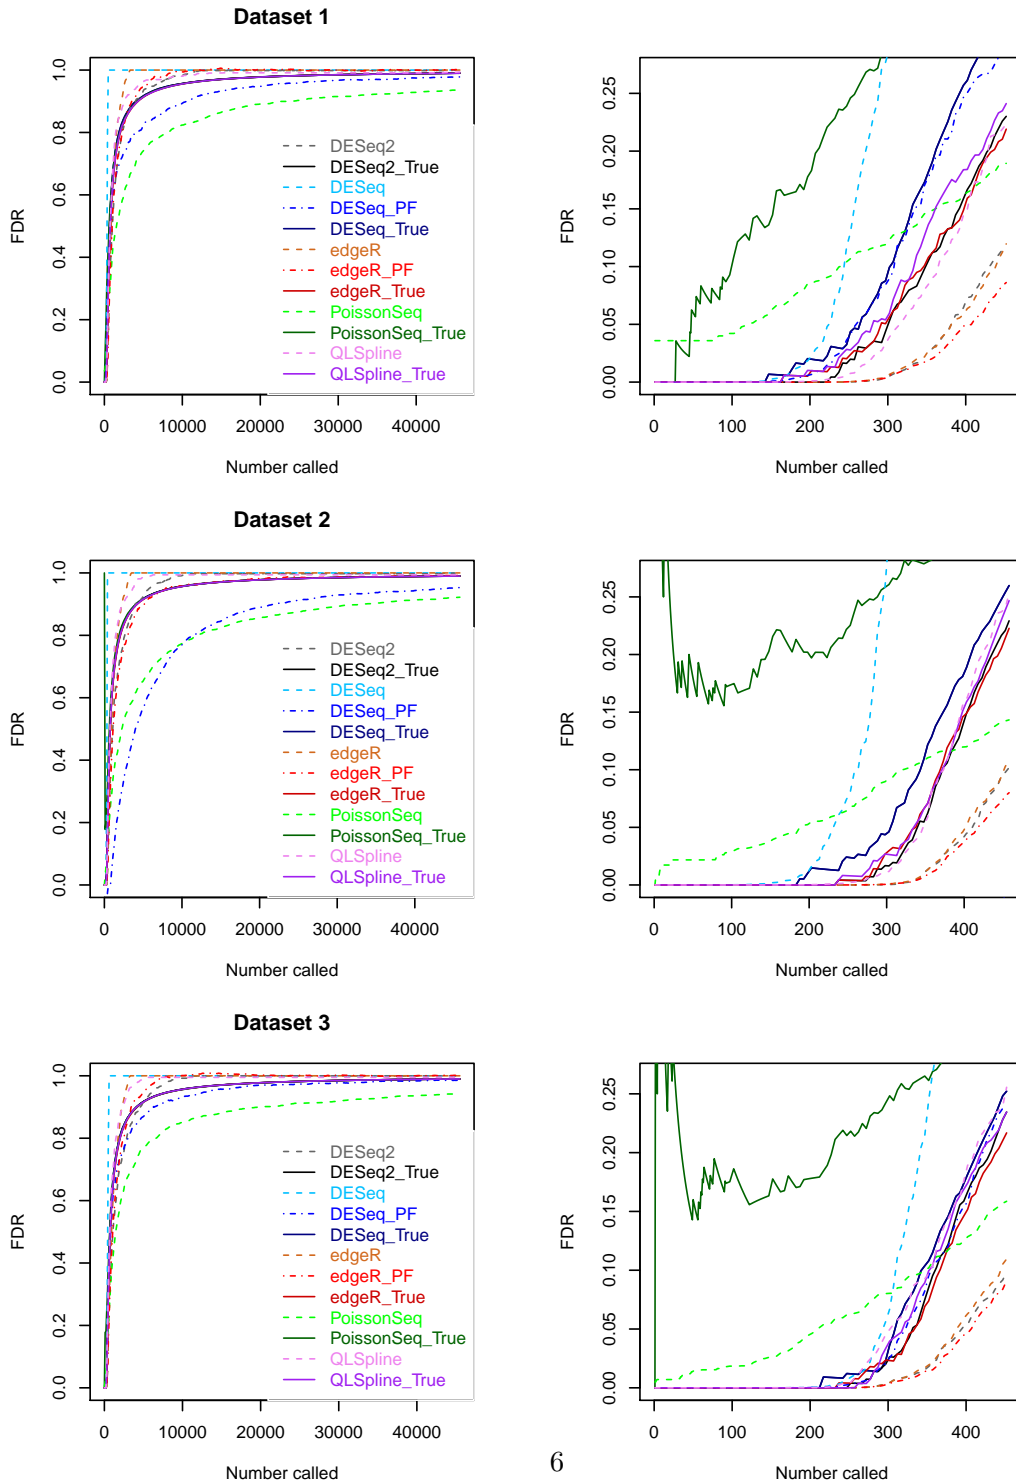 Dataset 1
FDR
0.0 0.2 0.4 0.6 0.8 1.0
DESeq2
DESeq2_True
DESeq
DESeq_PF
DESeq_True
edgeR
edgeR_PF
edgeR_True
PoissonSeq
PoissonSeq_True
QLSpline
QLSpline_True
0 10000 20000 30000 40000
Number called
FDR
0.00 0.05 0.10 0.15 0.20 0.25
0 100 200 300 400
Number called
Dataset 2
FDR
0.0 0.2 0.4 0.6 0.8 1.0
DESeq2
DESeq2_True
DESeq
DESeq_PF
DESeq_True
edgeR
edgeR_PF
edgeR_True
PoissonSeq
PoissonSeq_True
QLSpline
QLSpline_True
0 10000 20000 30000 40000
Number called
FDR
0.00 0.05 0.10 0.15 0.20 0.25
0 100 200 300 400
Number called
Dataset 3
FDR
0.0 0.2 0.4 0.6 0.8 1.0
DESeq2
DESeq2_True
DESeq
DESeq_PF
DESeq_True
edgeR
edgeR_PF
edgeR_True
PoissonSeq
PoissonSeq_True
QLSpline
QLSpline_True
0 10000 20000 30000 40000
Number called
FDR
0.00 0.05 0.10 0.15 0.20 0.25
0 100 200 300 400
Number called
6